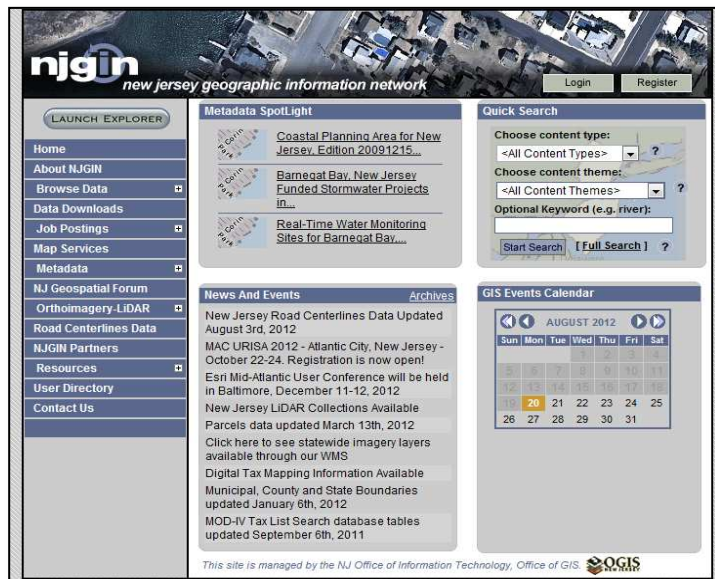 njgin
new jersey geographic information network
Login Register
LAUNCH EXPLORER
Home
About NJGIN
Browse Data
Data Downloads
Job Postings
Map Services
Metadata
NJ Geospatial Forum
Orthoimagery-LiDAR
Road Centerlines Data
NJGIN Partners
Resources
User Directory
Contact Us
Metadata SpotLight
Corin
Park
Coastal Planning Area for New
Jersey, Edition 20091215...
Corin
Park
Barnegat Bay, New Jersey
Funded Stormwater Projects
in...
Corin
Park
Real-Time Water Monitoring
Sites for Barnegat Bay,...
Quick Search
Choose content type:
<All Content Types> ?
Choose content theme:
<All Content Themes> ?
Optional Keyword (e.g. river):
Start Search [ Full Search ] ?
News And Events Archives
New Jersey Road Centerlines Data Updated
August 3rd, 2012
MAC URISA 2012 - Atlantic City, New Jersey -
October 22-24. Registration is now open!
Esri Mid-Atlantic User Conference will be held
in Baltimore, December 11-12, 2012
New Jersey LiDAR Collections Available
Parcels data updated March 13th, 2012
Click here to see statewide imagery layers
available through our WMS
Digital Tax Mapping Information Available
Municipal, County and State Boundaries
updated January 6th, 2012
MOD-IV Tax List Search database tables
updated September 6th, 2011
GIS Events Calendar
AUGUST 2012
Sun Mon Tue Wed Thu Fri Sat
1 2 3 4
5 6 7 8 9 10 11
12 13 14 15 16 17 18
19 20 21 22 23 24 25
26 27 28 29 30 31
This site is managed by the NJ Office of Information Technology, Office of GIS. OGIS
NEW JERSEY